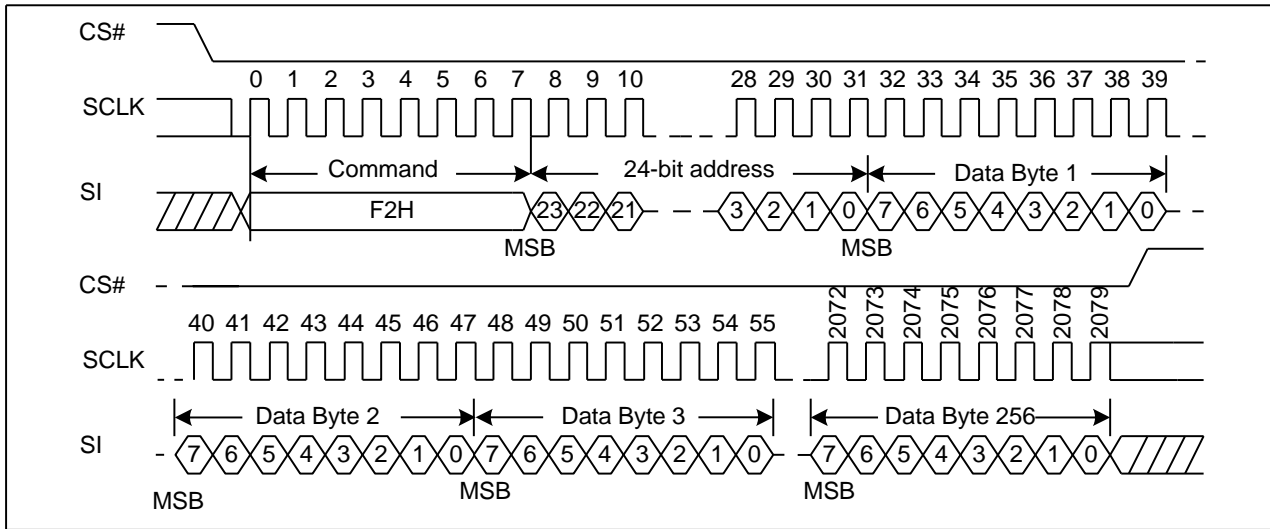 CS#
0 1 2 3 4 5 6 7 8 9 10 28 29 30 31 32 33 34 35 36 37 38 39
SCLK
Command 24-bit address Data Byte 1
SI
F2H 23 22 21 3 2 1 0 7 6 5 4 3 2 1 0
MSB MSB
CS#
40 41 42 43 44 45 46 47 48 49 50 51 52 53 54 55 2072 2073 2074 2075 2076 2077 2078 2079
SCLK
Data Byte 2 Data Byte 3 Data Byte 256
SI
7 6 5 4 3 2 1 0 7 6 5 4 3 2 1 0 7 6 5 4 3 2 1 0
MSB MSB MSB